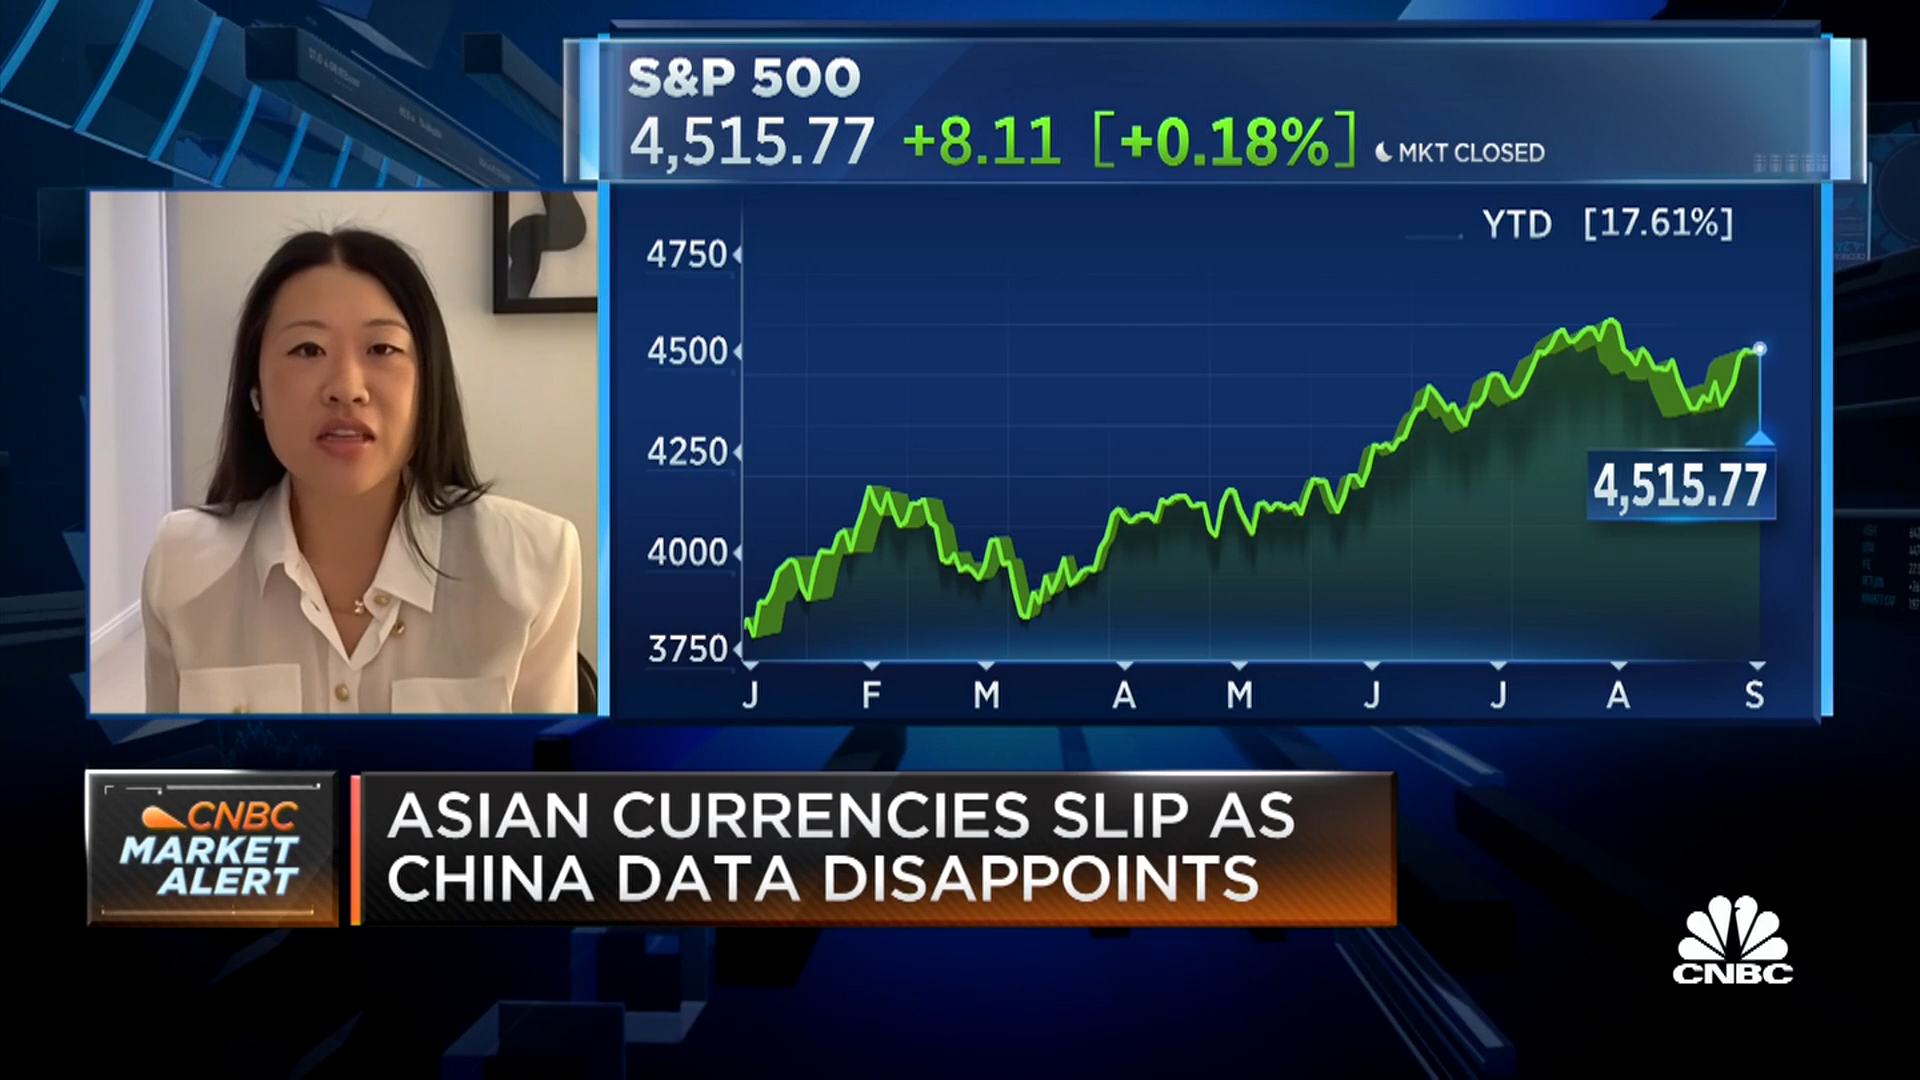 S&P 500
4,515.77 +8.11 [+0.18%] MKT CLOSED
YTD [17.61%]
4750
4500
4250
4000
3750
J F M A M J J A S
4,515.77
CNBC
MARKET
ALERT
ASIAN CURRENCIES SLIP AS
CHINA DATA DISAPPOINTS
CNBC